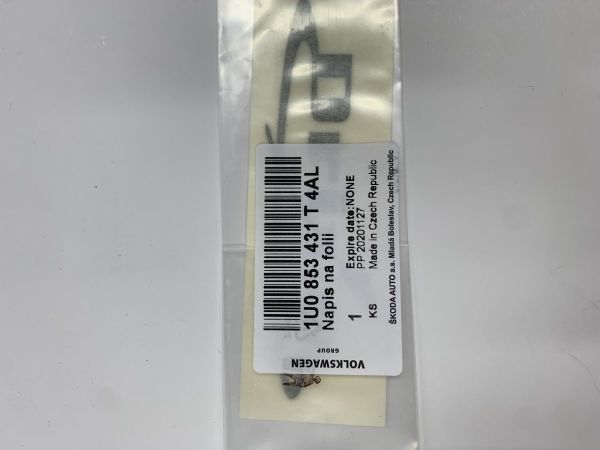 VOLKSWAGEN
GROUP
1U0 853 431 T 4AL
Napis na folii
1
KS
Expire date:NONE
PP 20201127
Made in Czech Republic
ŠKODA AUTO a.s. Mladá Boleslav, Czech Republic